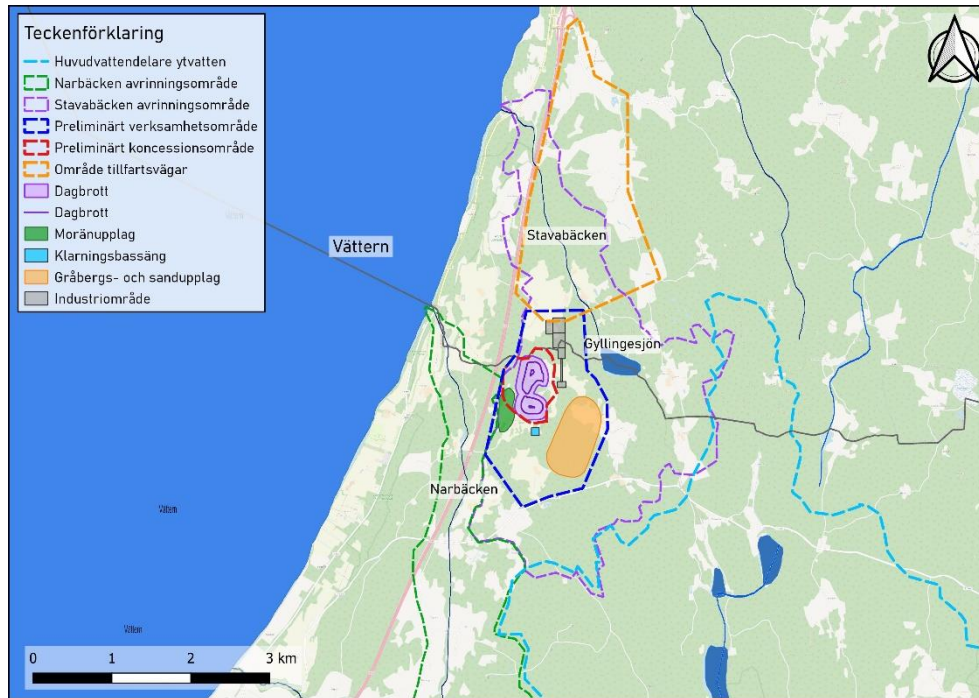 Teckenförklaring
Huvudvattendelare ytvatten
Narbäcken avrinningsområde
Stavabäcken avrinningsområde
Preliminärt verksamhetsområde
Preliminärt koncessionsområde
Område tillfartsvägar
Dagbrott
Dagbrott
Moränupplag
Klarningsbassäng
Gråbergs- och sandupplag
Industriområde
Stavabäcken
Vättern
Gyllingesjön
Narbäcken
Vättern
Vättern
0 1 2 3 km